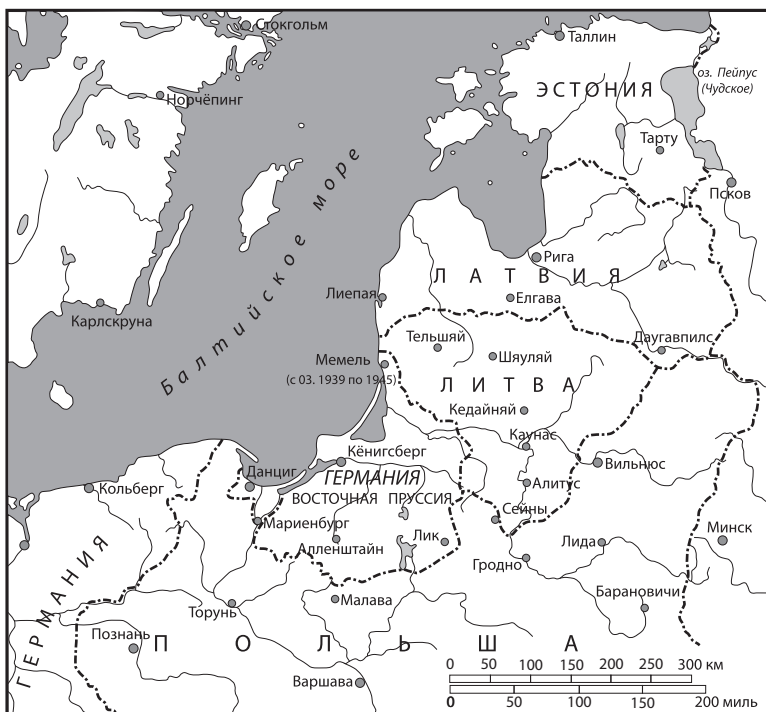 Стокгольм
Таллин
оз. Пейпус
(Чудское)
ЭСТОНИЯ
Норчёпинг
Тарту
Псков
Балтийское море
Рига
ЛАТВИЯ
Лиепая
Елгава
Карлскруна
Тельшяй
Даугавпилс
Шяуляй
Мемель
(с 03. 1939 по 1945)
ЛИТВА
Кедайняй
Каунас
Кёнигсберг
Вильнюс
Данциг
ГЕРМАНИЯ
Кольберг
ВОСТОЧНАЯ ПРУССИЯ
Алитус
Сейны
Мариенбург
Минск
Лик
Лида
Алленштайн
Гродно
ГЕРМАНИЯ
Барановичи
Малава
Торунь
Познань
ПОЛЬША
Варшава
0 50 100 150 200 250 300 км
0 50 100 150 200 миль